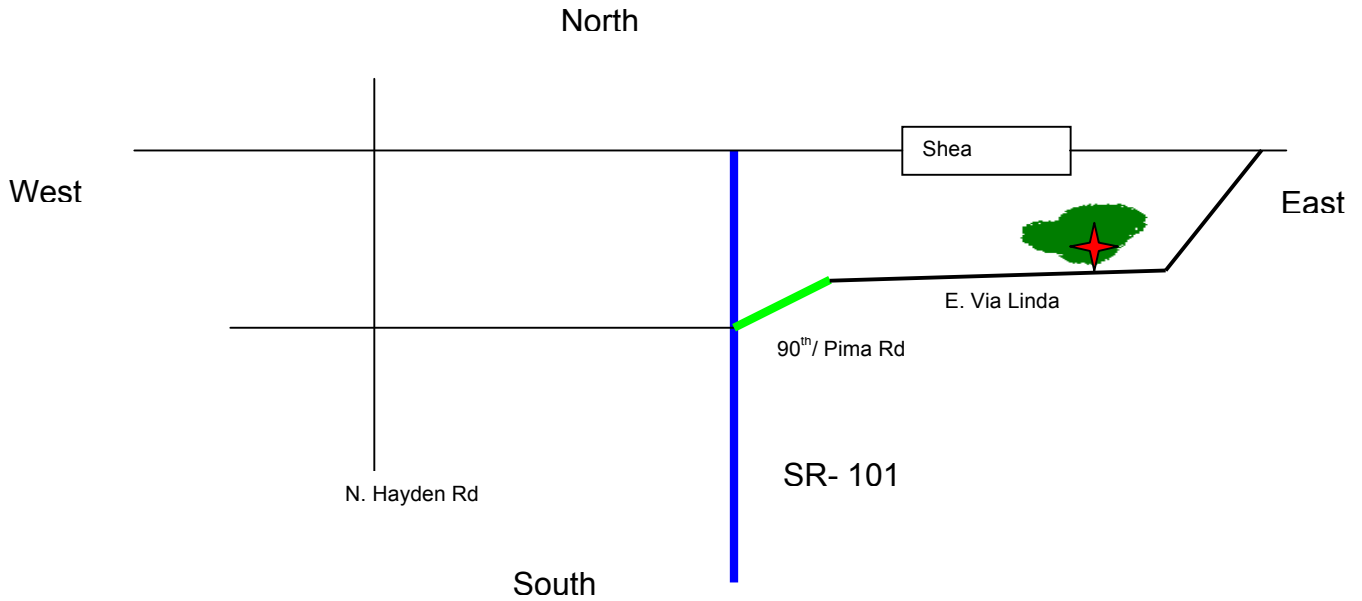 North
Shea
West
East
E. Via Linda
90th/ Pima Rd
SR- 101
N. Hayden Rd
South